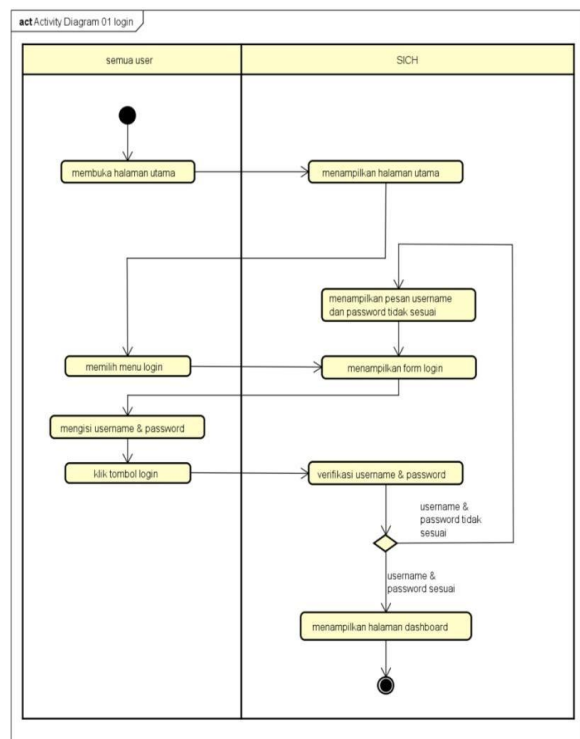 act Activity Diagram 01 login
semua user
SICH
membuka halaman utama
menampilkan halaman utama
menampilkan pesan username
dan password tidak sesuai
memilih menu login
menampilkan form login
mengisi username & password
klik tombol login
verifikasi username & password
username &
password tidak
sesuai
username &
password sesuai
menampilkan halaman dashboard